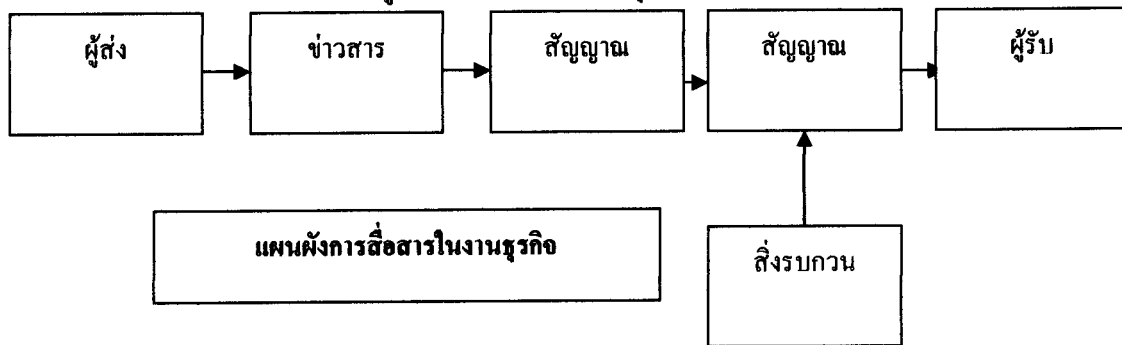 ผู้ส่ง
ข่าวสาร
สัญญาณ
สัญญาณ
ผู้รับ
แผนผังการสื่อสารในงานธุรกิจ
สิ่งรบกวน